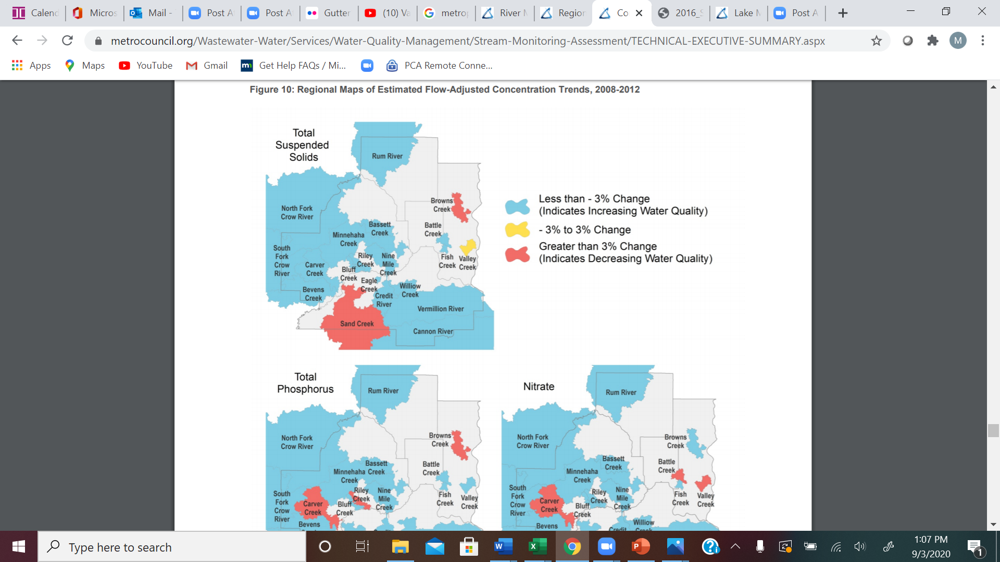 Calend
Micros
Mail -
Post A
Post A
Gutter
(10) Va
metrop
River M
Region
Co
2016_S
Lake M
Post A
metrocouncil.org/Wastewater-Water/Services/Water-Quality-Management/Stream-Monitoring-Assessment/TECHNICAL-EXECUTIVE-SUMMARY.aspx
M
Apps
Maps
YouTube
Gmail
mn
Get Help FAQs / Mi...
PCA Remote Conne...
Figure 10: Regional Maps of Estimated Flow-Adjusted Concentration Trends, 2008-2012
Total
Suspended
Solids
Rum River
North Fork
Crow River
Browns
Creek
Bassett
Creek
Battle
Creek
Minnehaha
Creek
South
Fork
Crow
River
Carver
Creek
Riley
Creek
Nine
Mile
Creek
Fish
Creek
Valley
Creek
Bluff
Creek
Eagle
Creek
Bevens
Creek
Credit
River
Williow
Creek
Vermillion River
Sand Creek
Cannon River
Less than - 3% Change
(Indicates Increasing Water Quality)
- 3% to 3% Change
Greater than 3% Change
(Indicates Decreasing Water Quality)
Total
Phosphorus
Rum River
North Fork
Crow River
Browns
Creek
Bassett
Creek
Battle
Creek
Minnehaha
Creek
South
Fork
Crow
River
Carver
Creek
Riley
Creek
Nine
Mile
Creek
Bluff
Creek
Fish
Creek
Valley
Creek
Bevens
Nitrate
Rum River
North Fork
Crow River
Browns
Creek
Bassett
Creek
Battle
Creek
Minnehaha
Creek
South
Fork
Crow
River
Carver
Creek
Riley
Creek
Nine
Mile
Creek
Bluff
Creek
Fish
Creek
Valley
Creek
Bevens
Williow
Type here to search
1:07 PM
9/3/2020
1